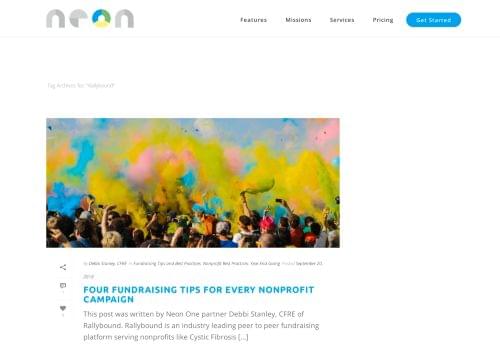 neon
Features Missions Services Pricing Get Started
Tag Archives for: "Rallybound"
by Debbi Stanley, CFRE in Fundraising Tips and Best Practices, Nonprofit Best Practices, Year End Giving Posted September 20,
FOUR FUNDRAISING TIPS FOR EVERY NONPROFIT
CAMPAIGN
This post was written by Neon One partner Debbi Stanley, CFRE of
Rallybound. Rallybound is an industry leading peer to peer fundraising
platform serving nonprofits like Cystic Fibrosis [...]